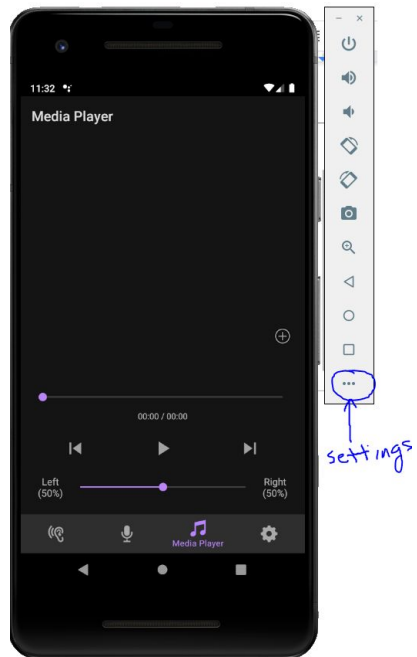 11:32
Media Player
00:00 / 00:00
Left
(50%)
Right
(50%)
Media Player
settings